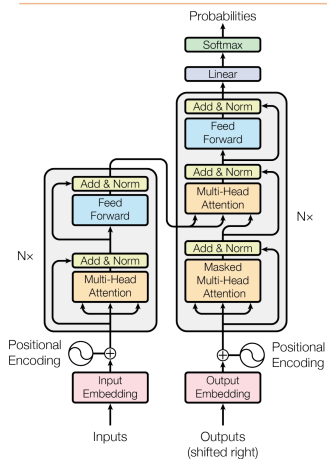 Probabilities
Softmax
Linear
Add & Norm
Feed
Forward
Add & Norm
Multi-Head
Attention
Nx
Add & Norm
Masked
Multi-Head
Attention
Nx
Add & Norm
Feed
Forward
Add & Norm
Multi-Head
Attention
Positional
Encoding
Positional
Encoding
Input
Embedding
Output
Embedding
Inputs
Outputs
(shifted right)